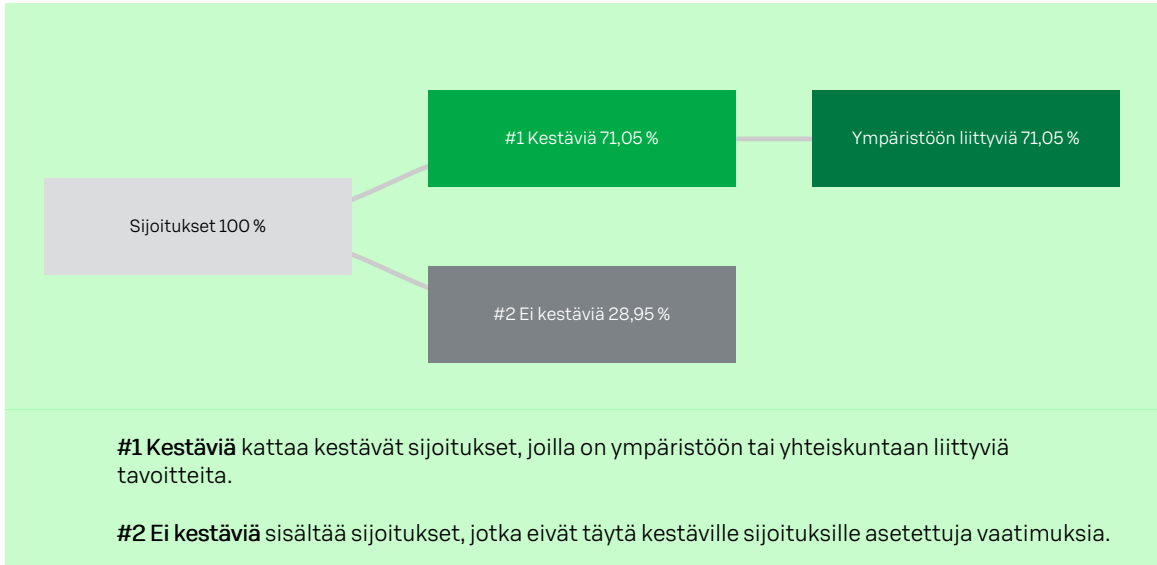 #1 Kestäviä 71,05 %
Ympäristöön liittyviä 71,05 %
Sijoitukset 100 %
#2 Ei kestäviä 28,95 %
#1 Kestäviä kattaa kestävät sijoitukset, joilla on ympäristöön tai yhteiskuntaan liittyviä
tavoitteita.
#2 Ei kestäviä sisältää sijoitukset, jotka eivät täytä kestäville sijoituksille asetettuja vaatimuksia.